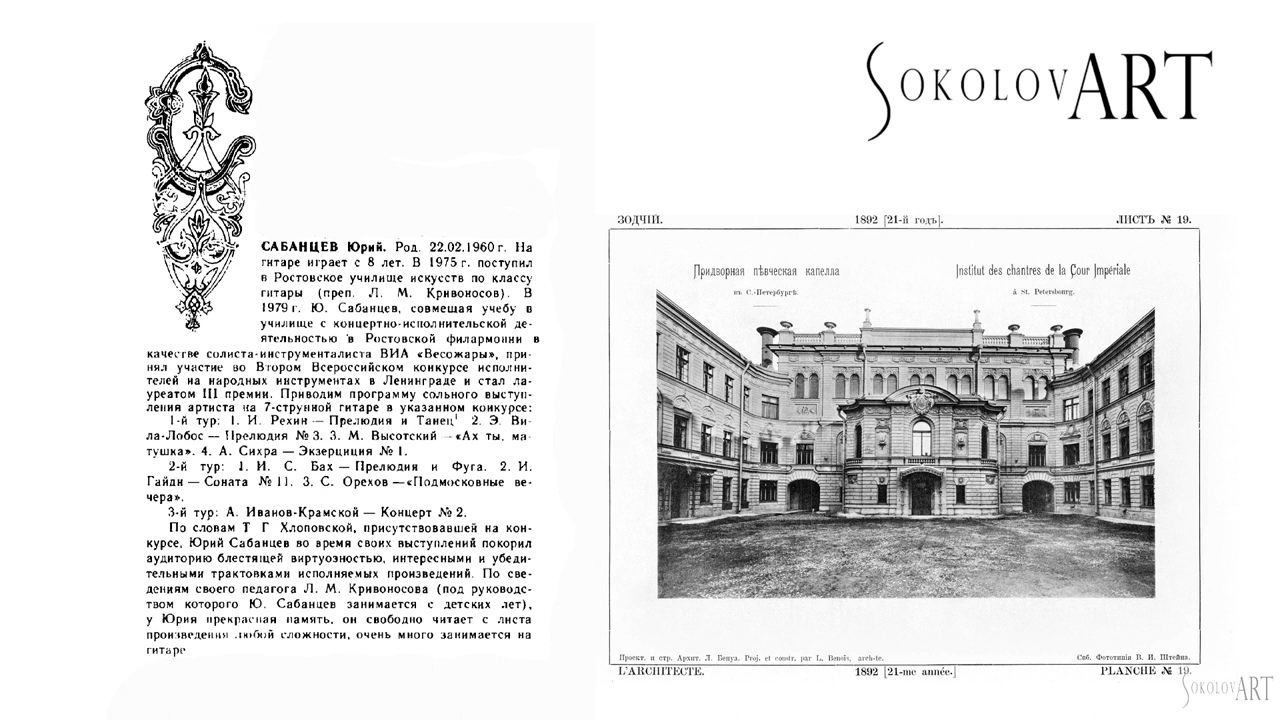 SOKOLOVART
САБАНЦЕВ Юрий. Род. 22.02.1960 г. На
гитаре играет с 8 лет. В 1975 г. поступил
в Ростовское училище искусств по классу
гитары (преп. Л. М. Кривоносов). В
1979 г. Ю. Сабанцев, совмещая учебу в
училище с концертно-исполнительской де-
ятельностью в Ростовской филармонии в
качестве солиста-инструменталиста ВИА «Весожары», при-
нял участие во Втором Всероссийском конкурсе исполни-
телей на народных инструментах в Ленинграде и стал ла-
уреатом III премии. Приводим программу сольного выступ-
ления артиста на 7-струнной гитаре в указанном конкурсе:
1-й тур: 1. И. Рехин — Прелюдия и Танец¹ 2. Э. Ви-
ла-Лобос — Прелюдия № 3. 3. М. Высотский — «Ах ты, ма-
тушка». 4. А. Сихра — Экзерциция № 1.
2-й тур: 1. И. С. Бах — Прелюдия и Фуга. 2. И.
Гайдн — Соната № 11. 3. С. Орехов — «Подмосковные ве-
чера».
3-й тур: А. Иванов-Крамской — Концерт № 2.
По словам Т Г Хлоповской, присутствовавшей на кон-
курсе, Юрий Сабанцев во время своих выступлений покорил
аудиторию блестящей виртуозностью, интересными и убеди-
тельными трактовками исполняемых произведений. По све-
дениям своего педагога Л. М. Кривоносова (под руководс-
твом которого Ю. Сабанцев занимается с детских лет),
у Юрия прекрасная память, он свободно читает с листа
произведения любой сложности, очень много занимается на
гитаре
ЗОДЧІЙ. 1892 [21-й годъ]. ЛИСТЪ № 19.
Придворная пѣвческая капелла Institut des chantres de la Cour Impériale
въ С.-Петербургѣ. à St. Petersbourg.
Проект. и стр. Архит. Л. Бенуа. Proj. et constr. par L. Benois, arch-te. Спб. Фототипія В. И. Штейна.
L'ARCHITECTE. 1892 [21-me année.] PLANCHE № 19.
SOKOLOVART